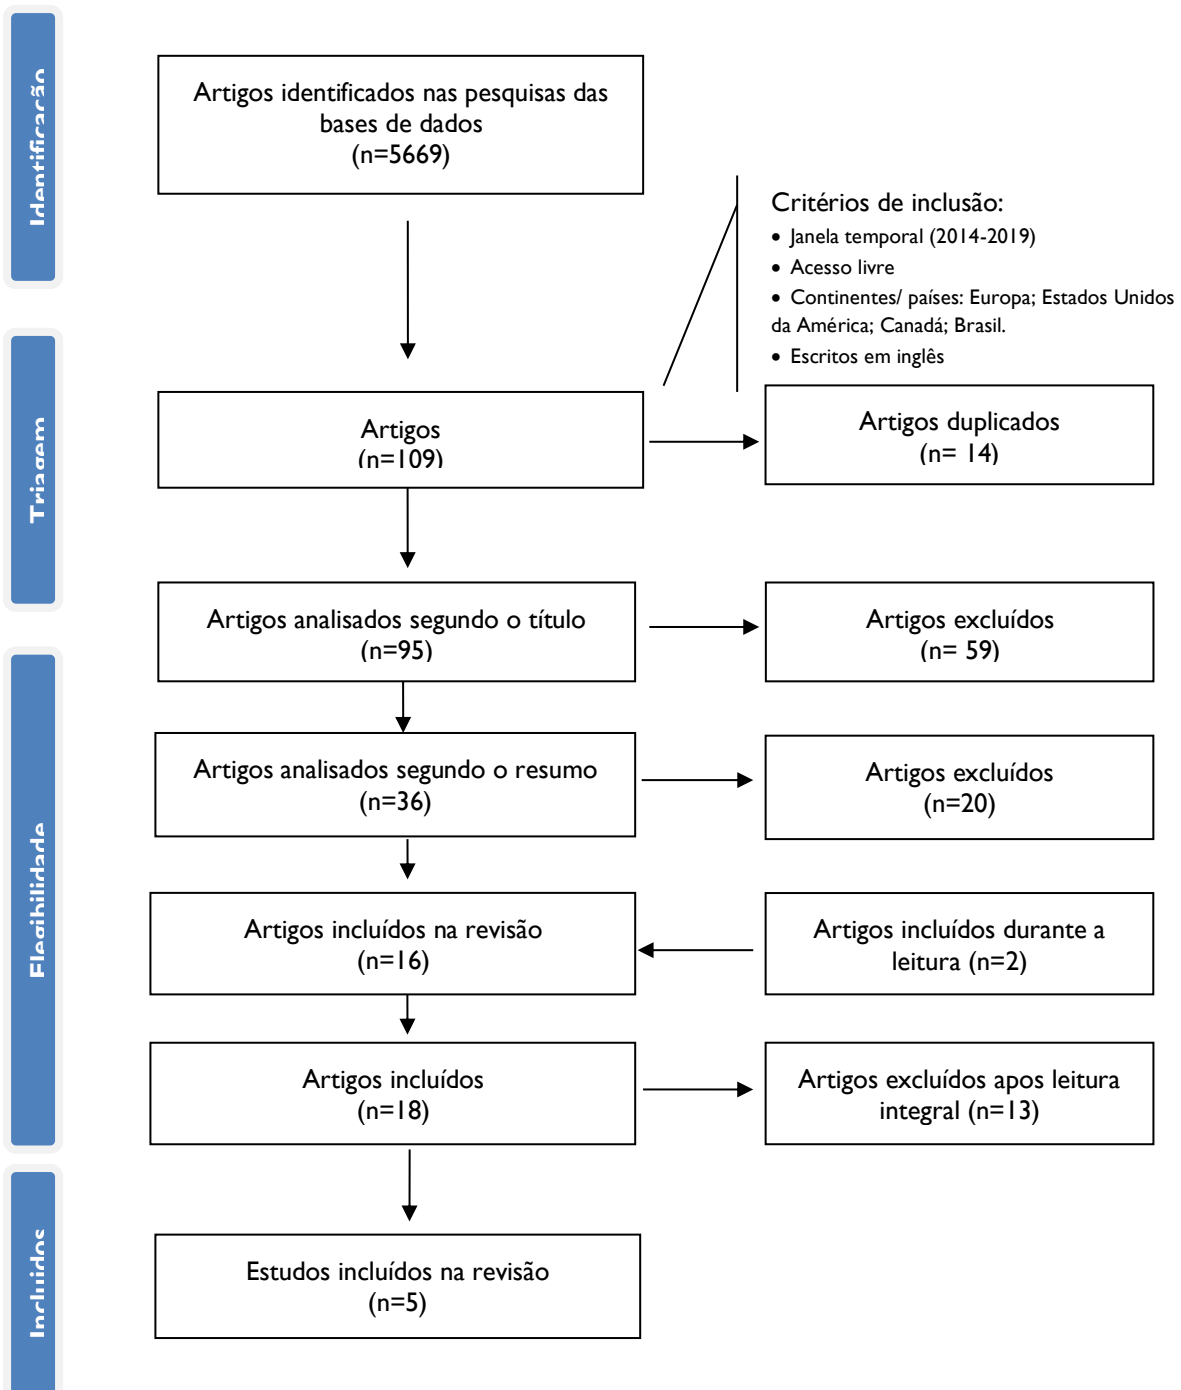 Identificação
Artigos identificados nas pesquisas das
bases de dados
(n=5669)
Critérios de inclusão:
• Janela temporal (2014-2019)
• Acesso livre
• Continentes/ países: Europa; Estados Unidos
da América; Canadá; Brasil.
• Escritos em inglês
Triagem
Artigos
(n=109)
Artigos duplicados
(n= 14)
Artigos analisados segundo o título
(n=95)
Artigos excluídos
(n= 59)
Elegibilidade
Artigos analisados segundo o resumo
(n=36)
Artigos excluídos
(n=20)
Artigos incluídos na revisão
(n=16)
Artigos incluídos durante a
leitura (n=2)
Artigos incluídos
(n=18)
Artigos excluídos apos leitura
integral (n=13)
Incluidos
Estudos incluídos na revisão
(n=5)